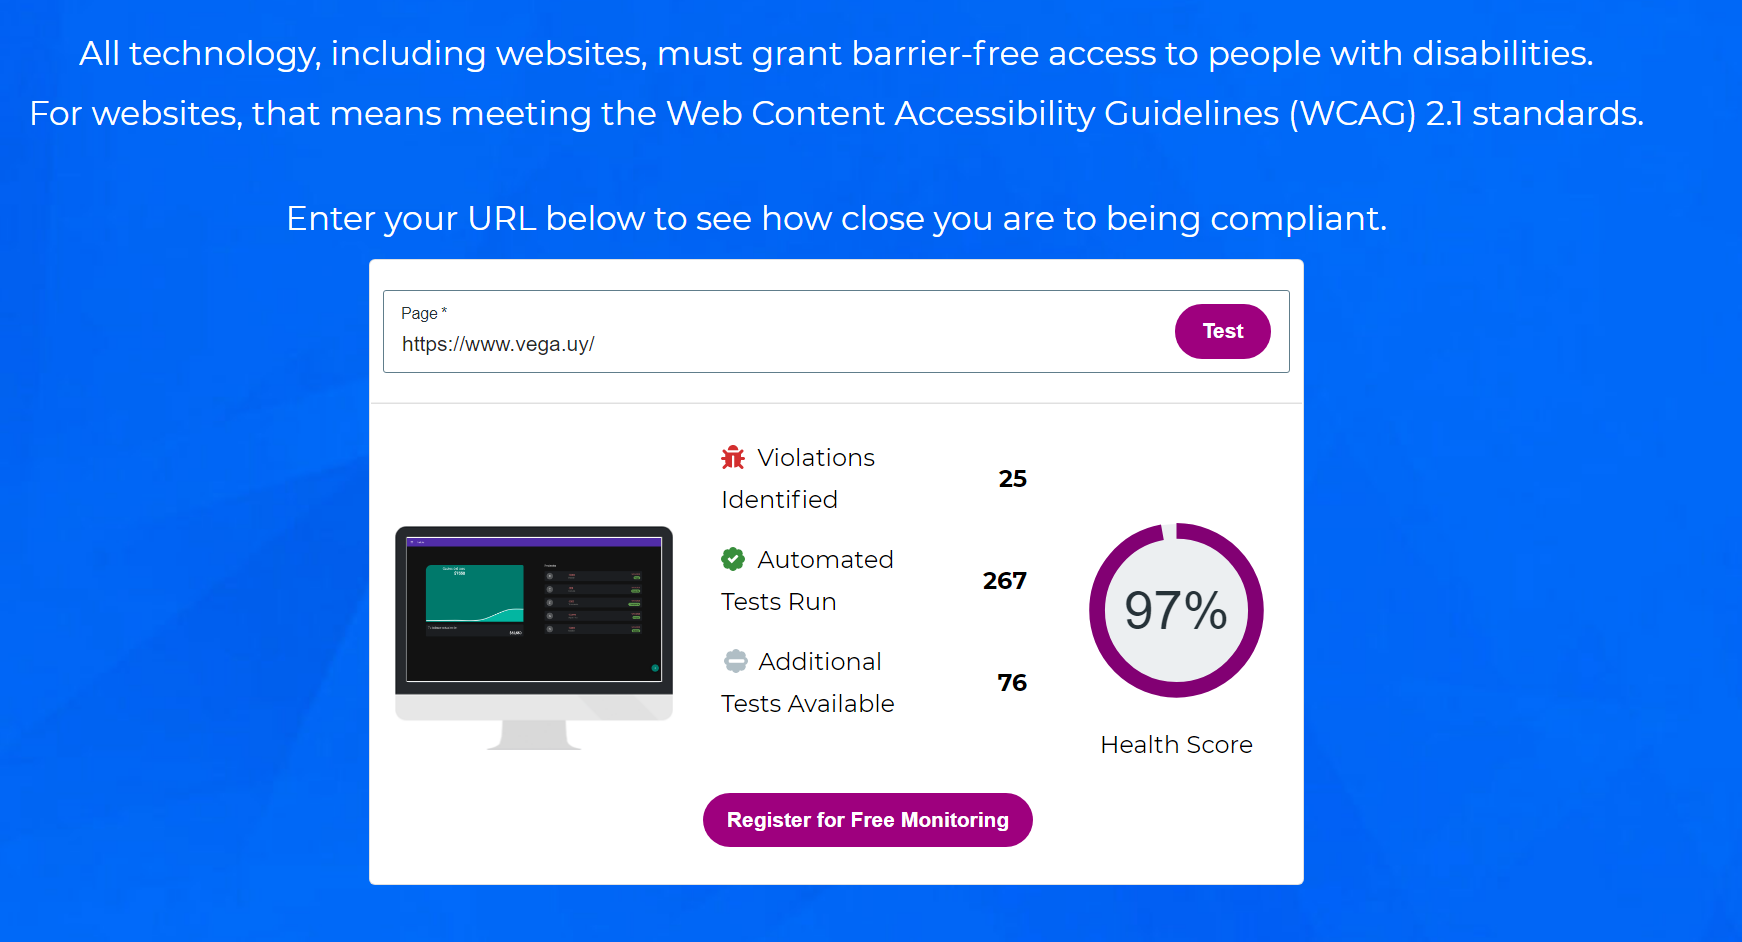 All technology, including websites, must grant barrier-free access to people with disabilities.
For websites, that means meeting the Web Content Accessibility Guidelines (WCAG) 2.1 standards.
Enter your URL below to see how close you are to being compliant.
Page *
https://www.vega.uy/
Test
Violations
Identified
25
Automated
Tests Run
267
Additional
Tests Available
76
97%
Health Score
Register for Free Monitoring